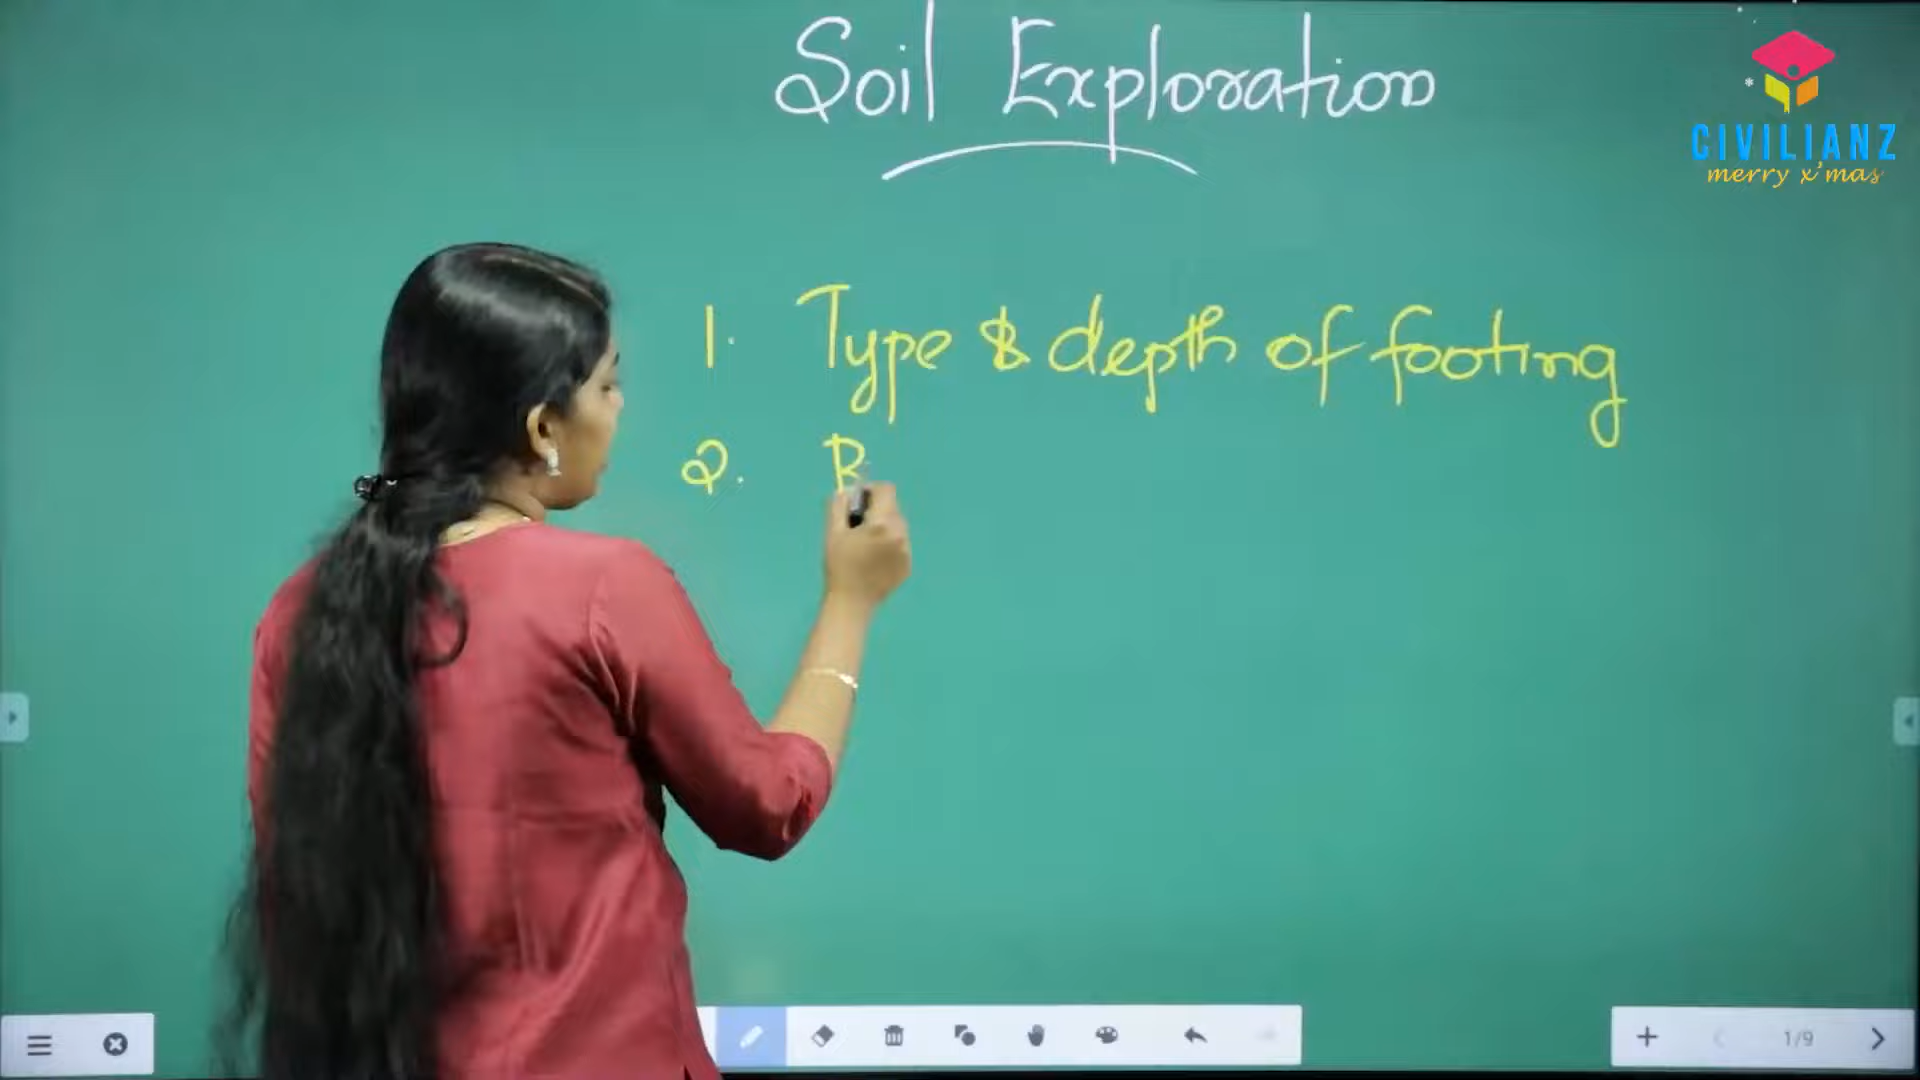 Soil Exploration
CIVILIANZ
merry x'mas
1. Type & depth of footing
2. B
1/9